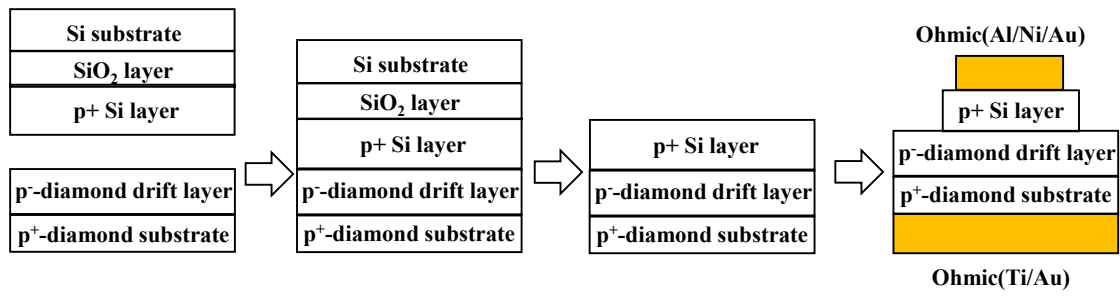 Si substrate
SiO₂ layer
p+ Si layer
p⁻-diamond drift layer
p⁺-diamond substrate
Si substrate
SiO₂ layer
p+ Si layer
p⁻-diamond drift layer
p⁺-diamond substrate
p+ Si layer
p⁻-diamond drift layer
p⁺-diamond substrate
Ohmic(Al/Ni/Au)
p+ Si layer
p⁻-diamond drift layer
p⁺-diamond substrate
Ohmic(Ti/Au)